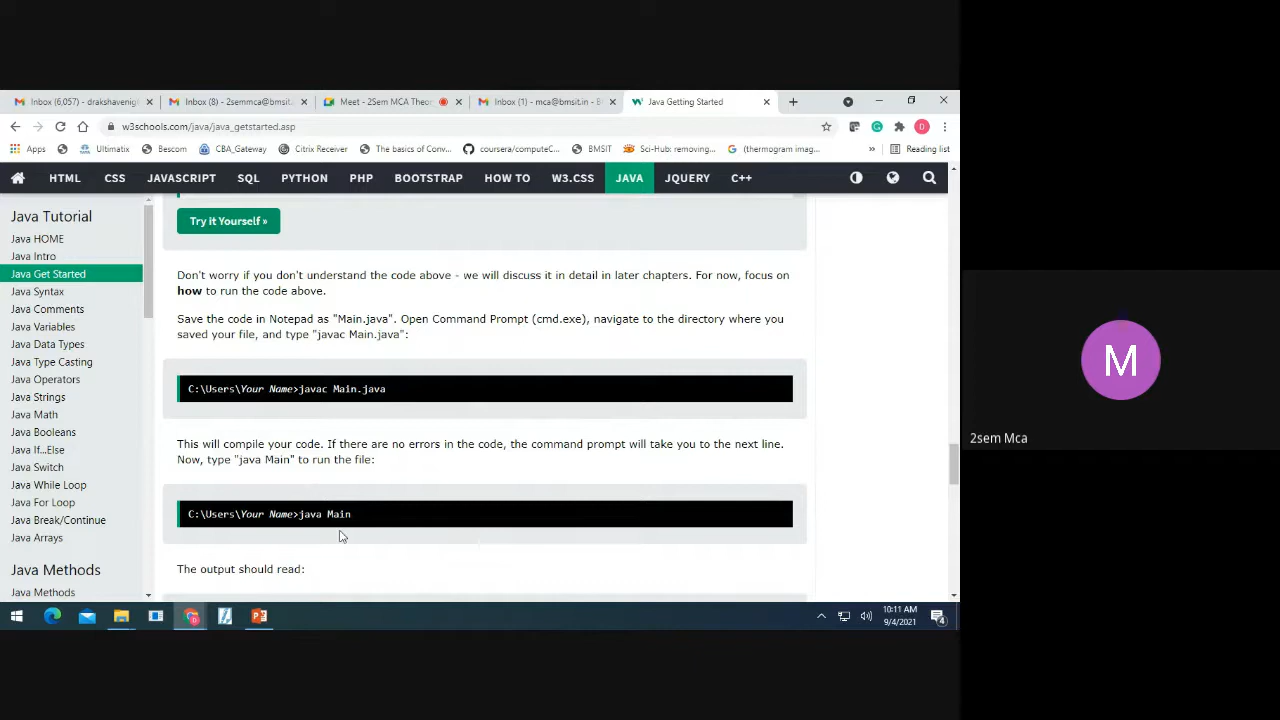 Inbox (6,057) - drakshavenig
Inbox (8) - 2semmca@bmsit.
Meet - 2Sem MCA Theor
Inbox (1) - mca@bmsit.in - B
Java Getting Started
w3schools.com/java/java_getstarted.asp
Apps
Ultimatix
Bescom
CBA_Gateway
Citrix Receiver
The basics of Conv...
coursera/computeC...
BMSIT
Sci-Hub: removing...
(thermogram imag...
»
Reading list
HTML CSS JAVASCRIPT SQL PYTHON PHP BOOTSTRAP HOW TO W3.CSS JAVA JQUERY C++
Java Tutorial
Java HOME
Java Intro
Java Get Started
Java Syntax
Java Comments
Java Variables
Java Data Types
Java Type Casting
Java Operators
Java Strings
Java Math
Java Booleans
Java If...Else
Java Switch
Java While Loop
Java For Loop
Java Break/Continue
Java Arrays
Java Methods
Java Methods
Try it Yourself »
Don't worry if you don't understand the code above - we will discuss it in detail in later chapters. For now, focus on
how to run the code above.
Save the code in Notepad as "Main.java". Open Command Prompt (cmd.exe), navigate to the directory where you
saved your file, and type "javac Main.java":
C:\Users\Your Name>javac Main.java
This will compile your code. If there are no errors in the code, the command prompt will take you to the next line.
Now, type "java Main" to run the file:
C:\Users\Your Name>java Main
The output should read:
M
2sem Mca
10:11 AM
9/4/2021
4